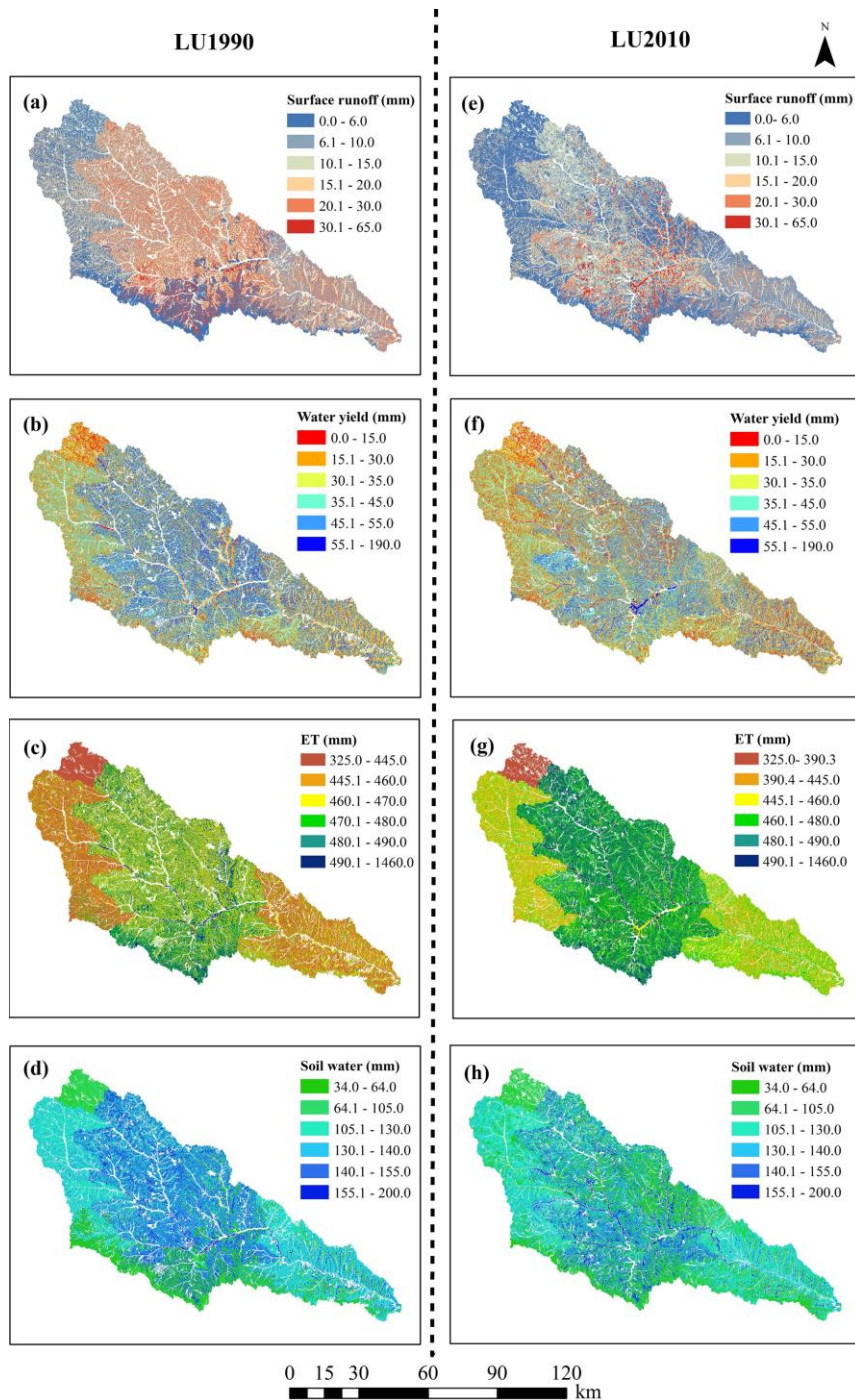 LU1990
LU2010
N
(a)
Surface runoff (mm)
0.0 - 6.0
6.1 - 10.0
10.1 - 15.0
15.1 - 20.0
20.1 - 30.0
30.1 - 65.0
(e)
Surface runoff (mm)
0.0- 6.0
6.1 - 10.0
10.1 - 15.0
15.1 - 20.0
20.1 - 30.0
30.1 - 65.0
(b)
Water yield (mm)
0.0 - 15.0
15.1 - 30.0
30.1 - 35.0
35.1 - 45.0
45.1 - 55.0
55.1 - 190.0
(f)
Water yield (mm)
0.0 - 15.0
15.1 - 30.0
30.1 - 35.0
35.1 - 45.0
45.1 - 55.0
55.1 - 190.0
(c)
ET (mm)
325.0 - 445.0
445.1 - 460.0
460.1 - 470.0
470.1 - 480.0
480.1 - 490.0
490.1 - 1460.0
(g)
ET (mm)
325.0- 390.3
390.4 - 445.0
445.1 - 460.0
460.1 - 480.0
480.1 - 490.0
490.1 - 1460.0
(d)
Soil water (mm)
34.0 - 64.0
64.1 - 105.0
105.1 - 130.0
130.1 - 140.0
140.1 - 155.0
155.1 - 200.0
(h)
Soil water (mm)
34.0 - 64.0
64.1 - 105.0
105.1 - 130.0
130.1 - 140.0
140.1 - 155.0
155.1 - 200.0
0 15 30 60 90 120
km